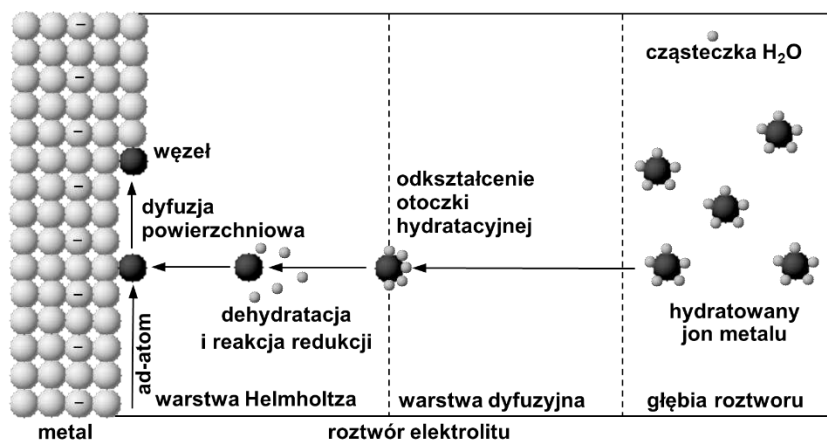 cząsteczka H₂O
węzeł
odkształcenie
otoczki
hydratacyjnej
dyfuzja
powierzchniowa
dehydratacja
i reakcja redukcji
hydratowany
jon metalu
ad-atom
warstwa Helmholtza
warstwa dyfuzyjna
głębia roztworu
metal
roztwór elektrolitu